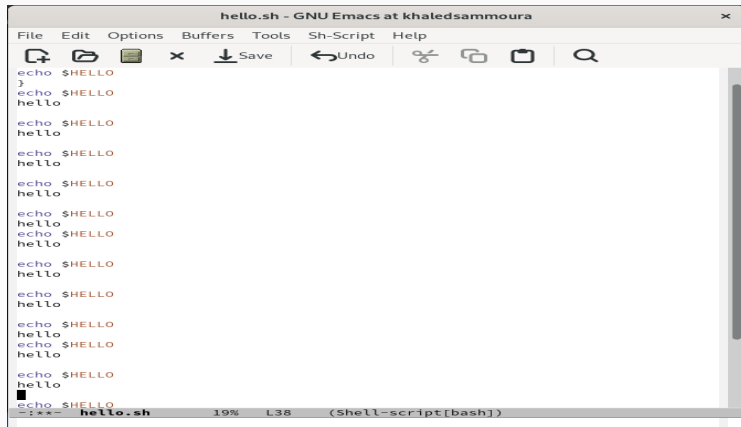 hello.sh - GNU Emacs at khaledsammoura
File Edit Options Buffers Tools Sh-Script Help
Save Undo
echo $HELLO
}
echo $HELLO
hello
echo $HELLO
hello
echo $HELLO
hello
echo $HELLO
hello
echo $HELLO
hello
echo $HELLO
hello
echo $HELLO
hello
echo $HELLO
hello
echo $HELLO
hello
echo $HELLO
hello
echo $HELLO
hello
echo $HELLO
-:**- hello.sh 19% L38 (Shell-script[bash])